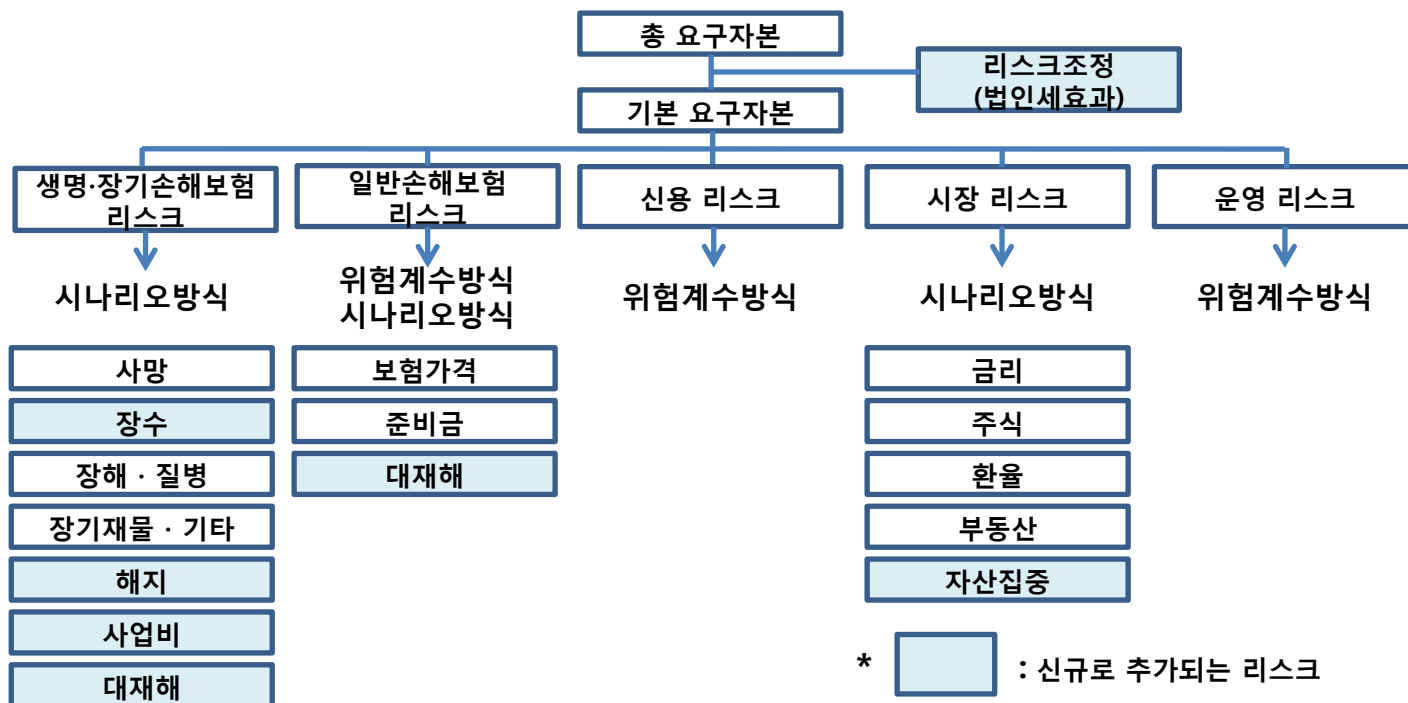 총 요구자본
리스크조정
(법인세효과)
기본 요구자본
생명·장기손해보험
리스크
일반손해보험
리스크
신용 리스크
시장 리스크
운영 리스크
시나리오방식
위험계수방식
시나리오방식
위험계수방식
시나리오방식
위험계수방식
사망
장수
장해 · 질병
장기재물 · 기타
해지
사업비
대재해
보험가격
준비금
대재해
금리
주식
환율
부동산
자산집중
* : 신규로 추가되는 리스크